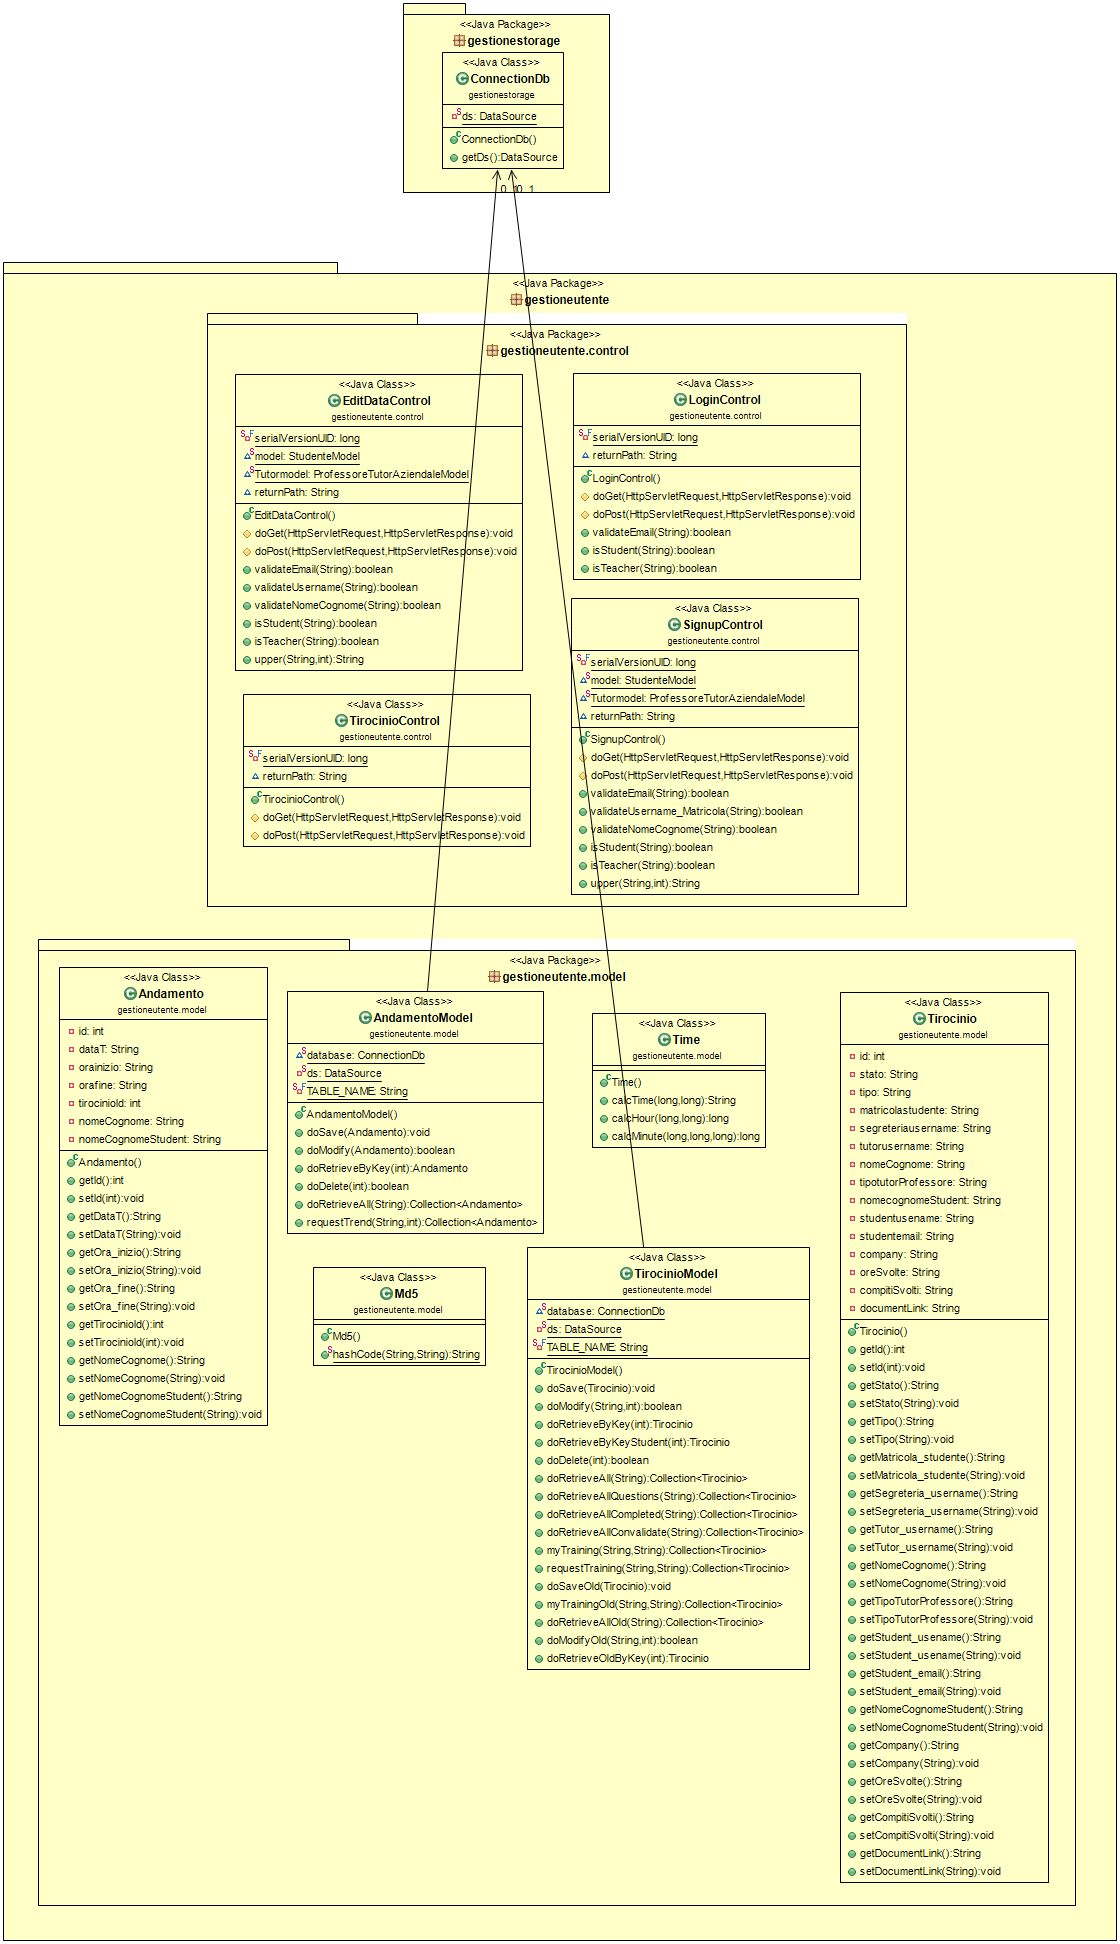 <<Java Package>>
gestionestorage
<<Java Class>>
ConnectionDb
gestionestorage
ds: DataSource
ConnectionDb()
getDs():DataSource
0..1
0..1
<<Java Package>>
gestioneutente
<<Java Package>>
gestioneutente.control
<<Java Class>>
EditDataControl
gestioneutente.control
serialVersionUID: long
model: StudenteModel
Tutormodel: ProfessoreTutorAziendaleModel
returnPath: String
EditDataControl()
doGet(HttpServletRequest,HttpServletResponse):void
doPost(HttpServletRequest,HttpServletResponse):void
validateEmail(String):boolean
validateUsername(String):boolean
validateNomeCognome(String):boolean
isStudent(String):boolean
isTeacher(String):boolean
upper(String,int):String
<<Java Class>>
LoginControl
gestioneutente.control
serialVersionUID: long
returnPath: String
LoginControl()
doGet(HttpServletRequest,HttpServletResponse):void
doPost(HttpServletRequest,HttpServletResponse):void
validateEmail(String):boolean
isStudent(String):boolean
isTeacher(String):boolean
<<Java Class>>
SignupControl
gestioneutente.control
serialVersionUID: long
model: StudenteModel
Tutormodel: ProfessoreTutorAziendaleModel
returnPath: String
SignupControl()
doGet(HttpServletRequest,HttpServletResponse):void
doPost(HttpServletRequest,HttpServletResponse):void
validateEmail(String):boolean
validateUsername_Matricola(String):boolean
validateNomeCognome(String):boolean
isStudent(String):boolean
isTeacher(String):boolean
upper(String,int):String
<<Java Class>>
TirocinioControl
gestioneutente.control
serialVersionUID: long
returnPath: String
TirocinioControl()
doGet(HttpServletRequest,HttpServletResponse):void
doPost(HttpServletRequest,HttpServletResponse):void
<<Java Package>>
gestioneutente.model
<<Java Class>>
Andamento
gestioneutente.model
id: int
dataT: String
orainizio: String
orafine: String
tirocinioId: int
nomeCognome: String
nomeCognomeStudent: String
Andamento()
getId():int
setId(int):void
getDataT():String
setDataT(String):void
getOra_inizio():String
setOra_inizio(String):void
getOra_fine():String
setOra_fine(String):void
getTirocinioId():int
setTirocinioId(int):void
getNomeCognome():String
setNomeCognome(String):void
getNomeCognomeStudent():String
setNomeCognomeStudent(String):void
<<Java Class>>
AndamentoModel
gestioneutente.model
database: ConnectionDb
ds: DataSource
TABLE_NAME: String
AndamentoModel()
doSave(Andamento):void
doModify(Andamento):boolean
doRetrieveByKey(int):Andamento
doDelete(int):boolean
doRetrieveAll(String):Collection<Andamento>
requestTrend(String,int):Collection<Andamento>
<<Java Class>>
Time
gestioneutente.model
Time()
calcTime(long,long):String
calcHour(long,long):long
calcMinute(long,long,long):long
<<Java Class>>
Md5
gestioneutente.model
Md5()
hashCode(String,String):String
<<Java Class>>
TirocinioModel
gestioneutente.model
database: ConnectionDb
ds: DataSource
TABLE_NAME: String
TirocinioModel()
doSave(Tirocinio):void
doModify(String,int):boolean
doRetrieveByKey(int):Tirocinio
doRetrieveByKeyStudent(int):Tirocinio
doDelete(int):boolean
doRetrieveAll(String):Collection<Tirocinio>
doRetrieveAllQuestions(String):Collection<Tirocinio>
doRetrieveAllCompleted(String):Collection<Tirocinio>
doRetrieveAllConvalidate(String):Collection<Tirocinio>
myTraining(String,String):Collection<Tirocinio>
requestTraining(String,String):Collection<Tirocinio>
doSaveOld(Tirocinio):void
myTrainingOld(String,String):Collection<Tirocinio>
doRetrieveAllOld(String):Collection<Tirocinio>
doModifyOld(String,int):boolean
doRetrieveOldByKey(int):Tirocinio
<<Java Class>>
Tirocinio
gestioneutente.model
id: int
stato: String
tipo: String
matricolastudente: String
segreteriausername: String
tutorusername: String
nomeCognome: String
tipotutorProfessore: String
nomecognomeStudent: String
studentusename: String
studentemail: String
company: String
oreSvolte: String
compitiSvolti: String
documentLink: String
Tirocinio()
getId():int
setId(int):void
getStato():String
setStato(String):void
getTipo():String
setTipo(String):void
getMatricola_studente():String
setMatricola_studente(String):void
getSegreteria_username():String
setSegreteria_username(String):void
getTutor_username():String
setTutor_username(String):void
getNomeCognome():String
setNomeCognome(String):void
getTipoTutorProfessore():String
setTipoTutorProfessore(String):void
getStudent_usename():String
setStudent_usename(String):void
getStudent_email():String
setStudent_email(String):void
getNomeCognomeStudent():String
setNomeCognomeStudent(String):void
getCompany():String
setCompany(String):void
getOreSvolte():String
setOreSvolte(String):void
getCompitiSvolti():String
setCompitiSvolti(String):void
getDocumentLink():String
setDocumentLink(String):void